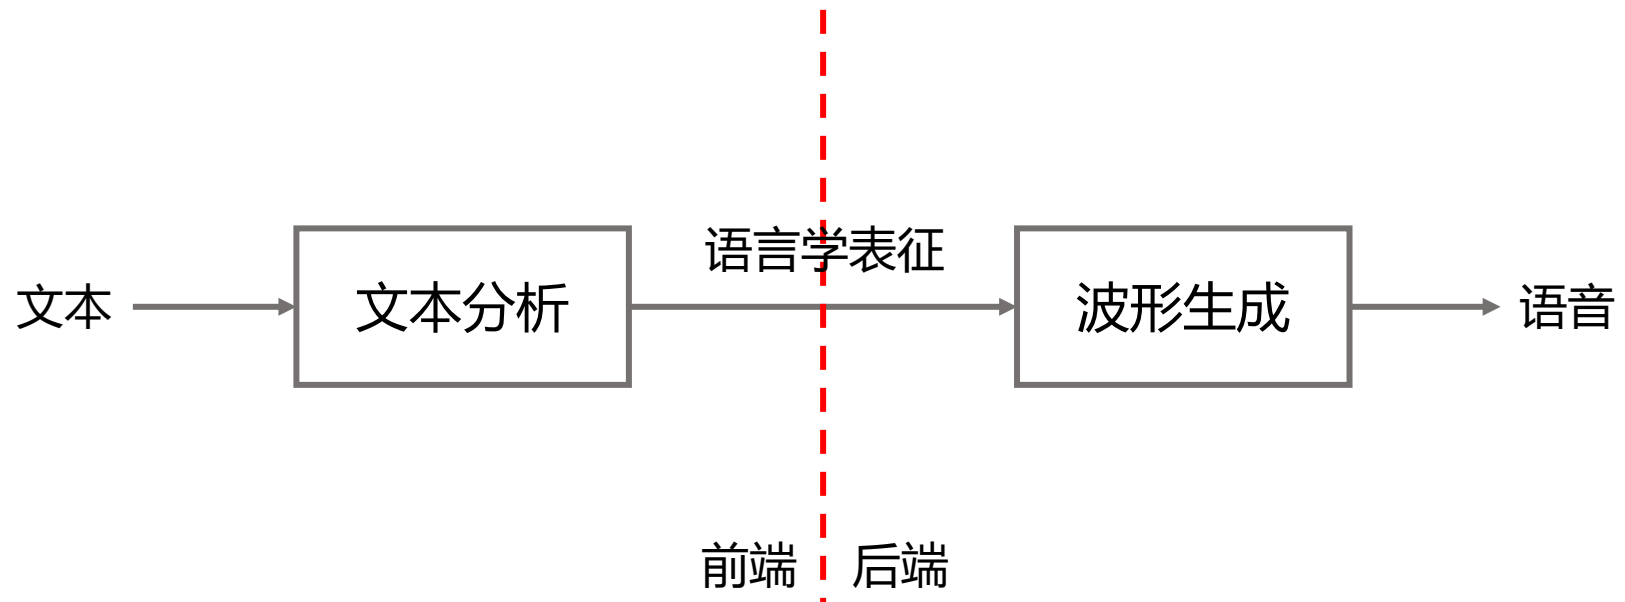 语言学表征
文本
文本分析
波形生成
语音
前端
后端